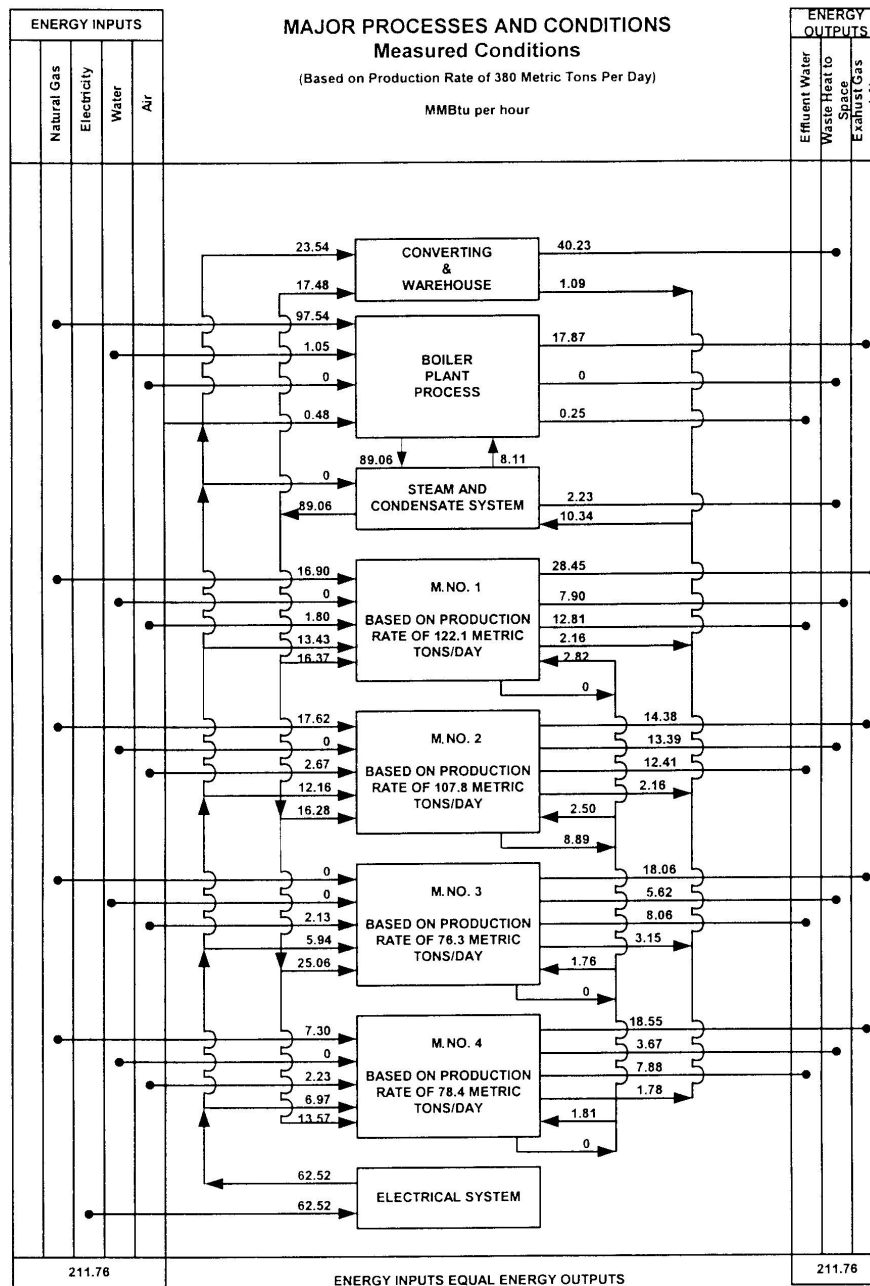 ENERGY INPUTS
MAJOR PROCESSES AND CONDITIONS
Measured Conditions
(Based on Production Rate of 380 Metric Tons Per Day)
MMBtu per hour
ENERGY
OUTPUTS
Natural Gas
Electricity
Water
Air
Effluent Water
Waste Heat to
Space
Exahust Gas
23.54
17.48
CONVERTING
&
WAREHOUSE
40.23
1.09
97.54
1.05
0
0.48
BOILER
PLANT
PROCESS
17.87
0
0.25
89.06
8.11
0
89.06
STEAM AND
CONDENSATE SYSTEM
2.23
10.34
16.90
0
1.80
13.43
16.37
M. NO. 1
BASED ON PRODUCTION
RATE OF 122.1 METRIC
TONS/DAY
28.45
7.90
12.81
2.16
2.82
0
17.62
0
2.67
12.16
16.28
M. NO. 2
BASED ON PRODUCTION
RATE OF 107.8 METRIC
TONS/DAY
14.38
13.39
12.41
2.16
2.50
8.89
0
0
2.13
5.94
25.06
M. NO. 3
BASED ON PRODUCTION
RATE OF 76.3 METRIC
TONS/DAY
18.06
5.62
8.06
3.15
1.76
0
7.30
0
2.23
6.97
13.57
M. NO. 4
BASED ON PRODUCTION
RATE OF 78.4 METRIC
TONS/DAY
18.55
3.67
7.88
1.78
1.81
0
62.52
62.52
ELECTRICAL SYSTEM
211.76
ENERGY INPUTS EQUAL ENERGY OUTPUTS
211.76